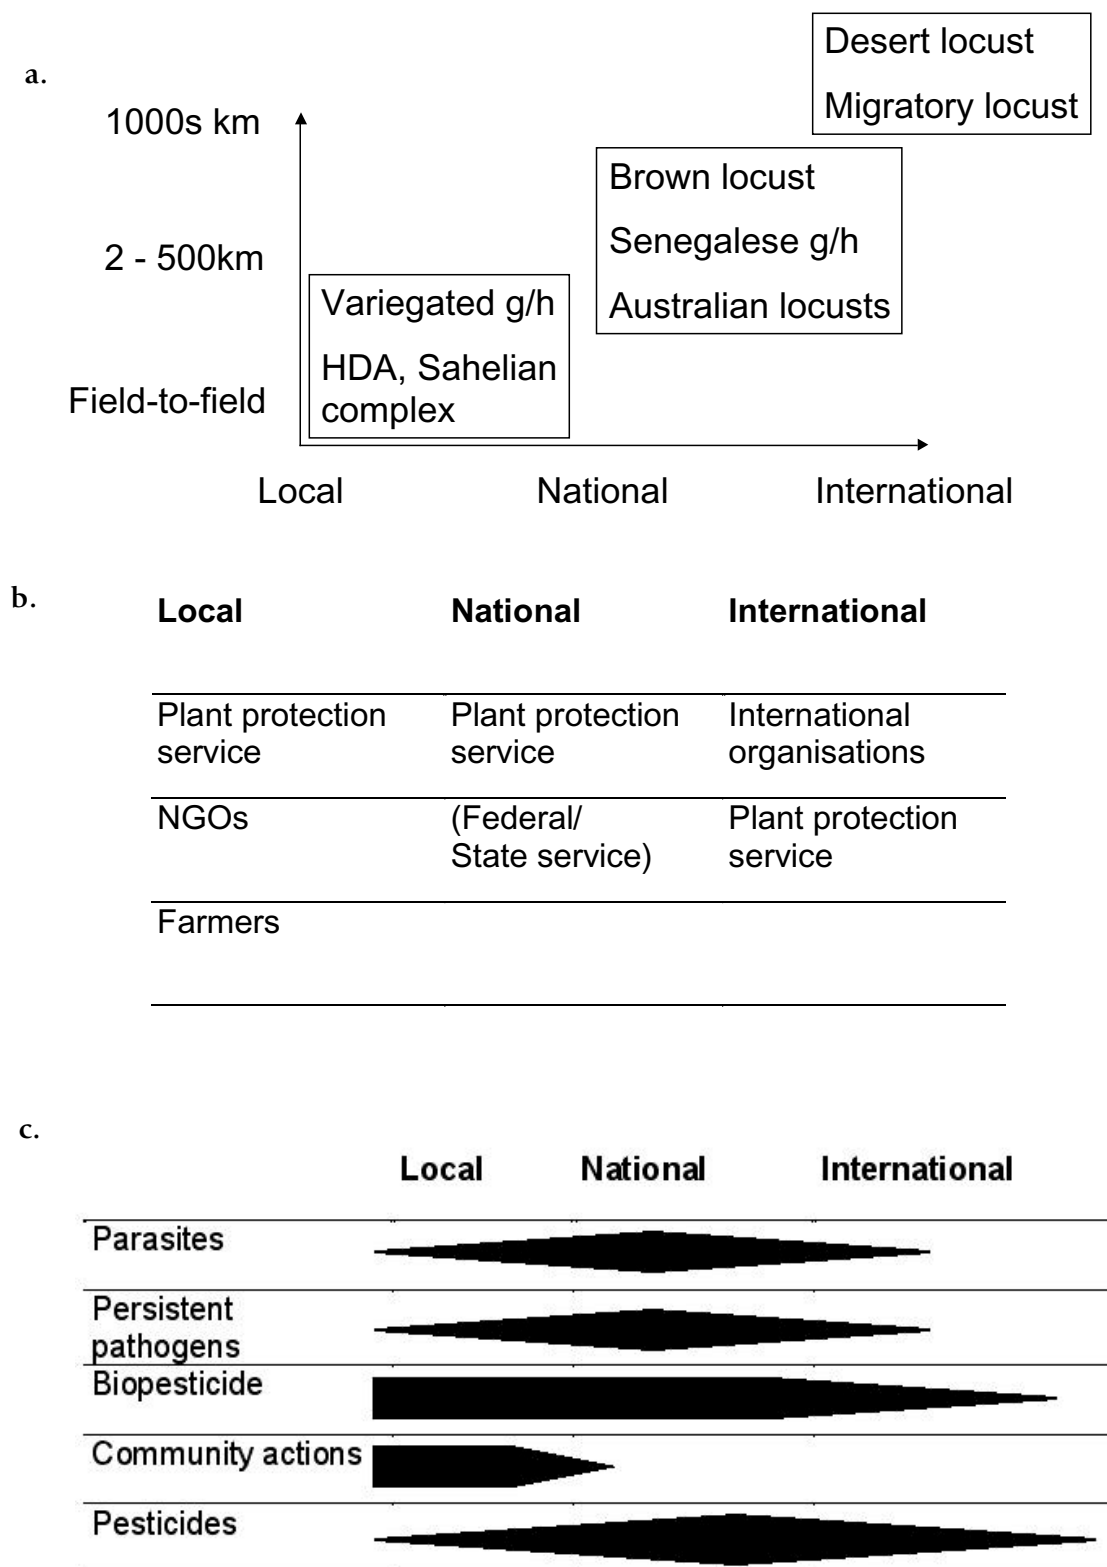 a.
Desert locust
Migratory locust
1000s km
Brown locust
Senegalese g/h
Australian locusts
2 - 500km
Variegated g/h
HDA, Sahelian
complex
Field-to-field
Local National International
b.
Local National International
Plant protection
service
Plant protection
service
International
organisations
NGOs
(Federal/
State service)
Plant protection
service
Farmers
c.
Local National International
Parasites
Persistent
pathogens
Biopesticide
Community actions
Pesticides